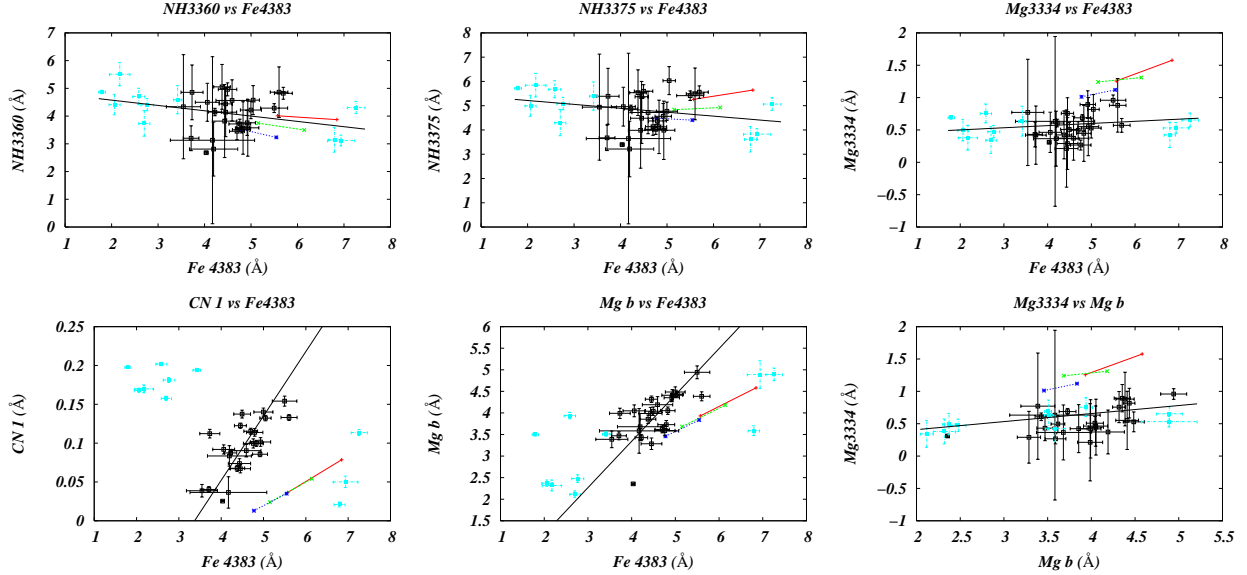 NH3360 vs Fe4383
NH3360 (Å)
7
6
5
4
3
2
1
0
1 2 3 4 5 6 7 8
Fe 4383 (Å)
NH3375 vs Fe4383
NH3375 (Å)
8
7
6
5
4
3
2
1
0
1 2 3 4 5 6 7 8
Fe 4383 (Å)
Mg3334 vs Fe4383
Mg3334 (Å)
2
1.5
1
0.5
0
−0.5
−1
1 2 3 4 5 6 7 8
Fe 4383 (Å)
CN 1 vs Fe4383
CN 1 (Å)
0.25
0.2
0.15
0.1
0.05
0
1 2 3 4 5 6 7 8
Fe 4383 (Å)
Mg b vs Fe4383
Mg b (Å)
6
5.5
5
4.5
4
3.5
3
2.5
2
1.5
1 2 3 4 5 6 7 8
Fe 4383 (Å)
Mg3334 vs Mg b
Mg3334 (Å)
2
1.5
1
0.5
0
−0.5
−1
2 2.5 3 3.5 4 4.5 5 5.5
Mg b (Å)